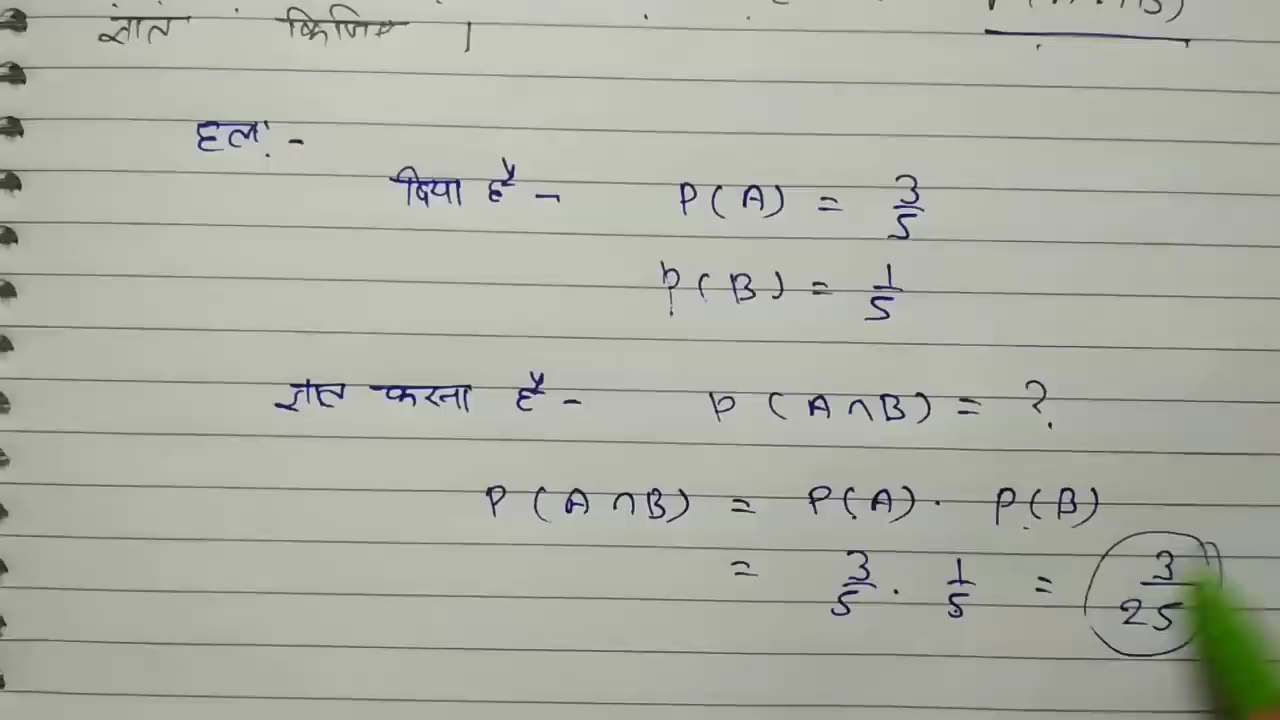 ज्ञात किजिए ।
हल:-
दिया है - P(A) = 3/5
P(B) = 1/5
ज्ञात करना है - P(A∩B) = ?
P(A∩B) = P(A) · P(B)
= 3/5 · 1/5 = 3/25